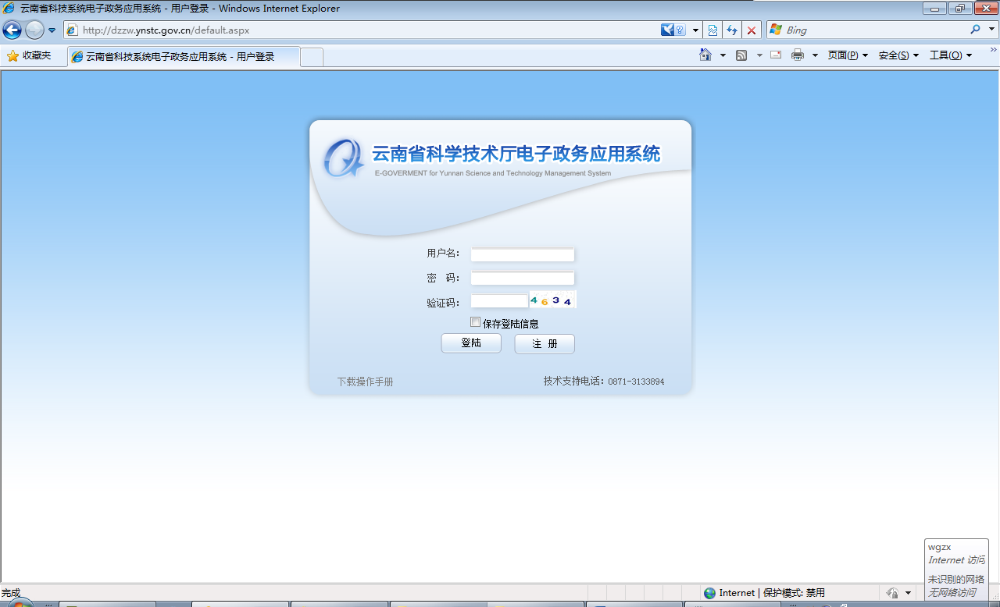 云南省科技系统电子政务应用系统 - 用户登录 - Windows Internet Explorer
http://dzzw.ynstc.gov.cn/default.aspx
Bing
收藏夹
云南省科技系统电子政务应用系统 - 用户登录
页面(P)
安全(S)
工具(O)
云南省科学技术厅电子政务应用系统
E-GOVERMENT for Yunnan Science and Technology Management System
用户名：
密 码：
验证码：
4634
保存登陆信息
登陆
注 册
下载操作手册
技术支持电话：0871-3133894
wgzx
Internet 访问
未识别的网络
无网络访问
完成
Internet | 保护模式: 禁用